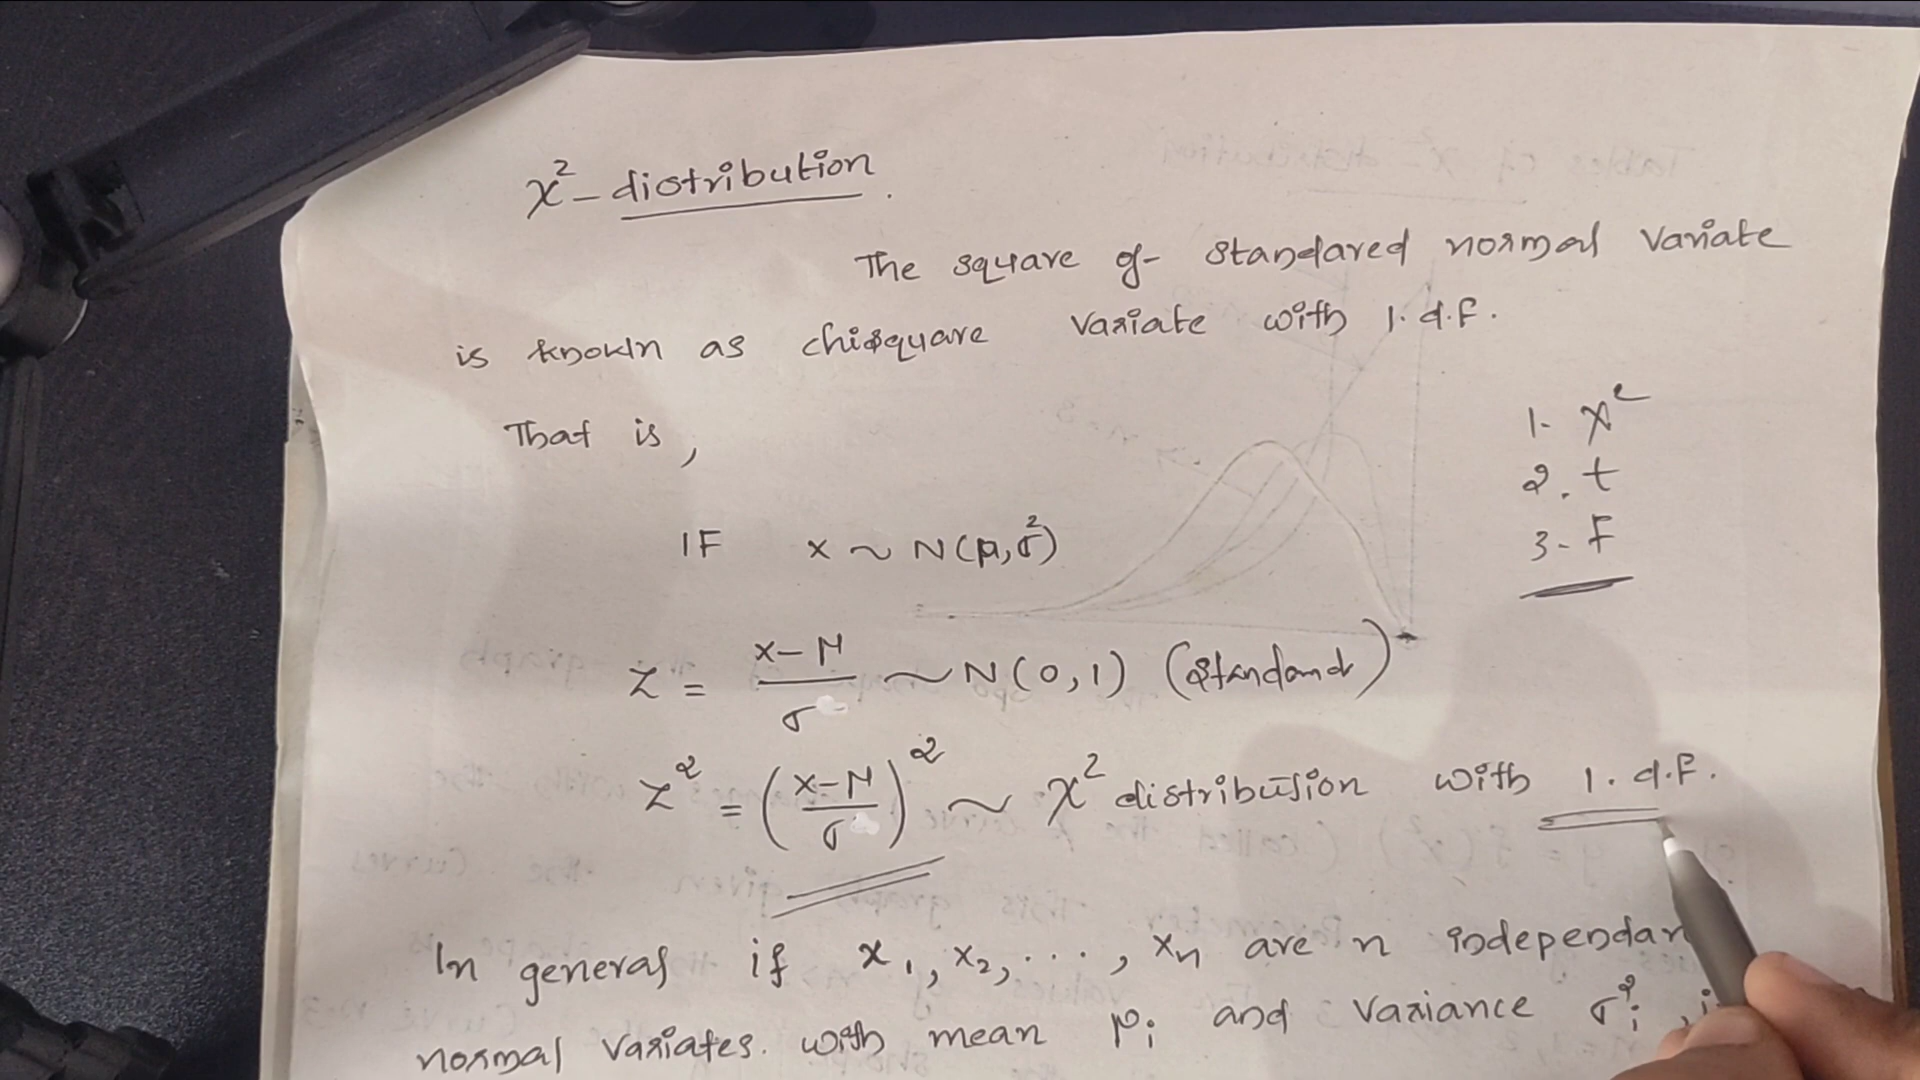 χ²- distribution.
The square of standared normal variate
is known as chisquare variate with 1. d.f.
That is,
1. χ²
2. t
3. F
IF x ~ N(μ, σ²)
Z = x-μ / σ ~ N(0,1) (standard)
Z² = (x-μ / σ)² ~ χ² distribution with 1. d.F.
In general if x₁, x₂, ..., xₙ are n independan
normal variates. with mean μᵢ and variance σᵢ²